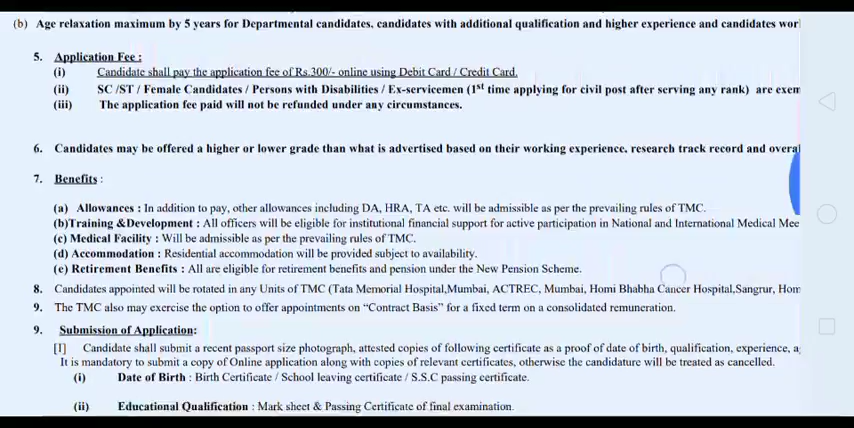 (b) Age relaxation maximum by 5 years for Departmental candidates, candidates with additional qualification and higher experience and candidates
5. Application Fee :
(i) Candidate shall pay the application fee of Rs.300/- online using Debit Card / Credit Card.
(ii) SC /ST / Female Candidates / Persons with Disabilities / Ex-servicemen (1st time applying for civil post after serving any rank) are
(iii) The application fee paid will not be refunded under any circumstances.
6. Candidates may be offered a higher or lower grade than what is advertised based on their working experience, research track record and
7. Benefits :
(a) Allowances : In addition to pay, other allowances including DA, HRA, TA etc. will be admissible as per the prevailing rules of TMC.
(b)Training &Development : All officers will be eligible for institutional financial support for active participation in National and International Medical
(c) Medical Facility : Will be admissible as per the prevailing rules of TMC.
(d) Accommodation : Residential accommodation will be provided subject to availability.
(e) Retirement Benefits : All are eligible for retirement benefits and pension under the New Pension Scheme.
8. Candidates appointed will be rotated in any Units of TMC (Tata Memorial Hospital,Mumbai, ACTREC, Mumbai, Homi Bhabha Cancer Hospital,Sangrur,
9. The TMC also may exercise the option to offer appointments on “Contract Basis” for a fixed term on a consolidated remuneration.
9. Submission of Application:
[I] Candidate shall submit a recent passport size photograph, attested copies of following certificate as a proof of date of birth, qualification, experience,
It is mandatory to submit a copy of Online application along with copies of relevant certificates, otherwise the candidature will be treated as cancelled.
(i) Date of Birth : Birth Certificate / School leaving certificate / S.S.C passing certificate.
(ii) Educational Qualification : Mark sheet & Passing Certificate of final examination.